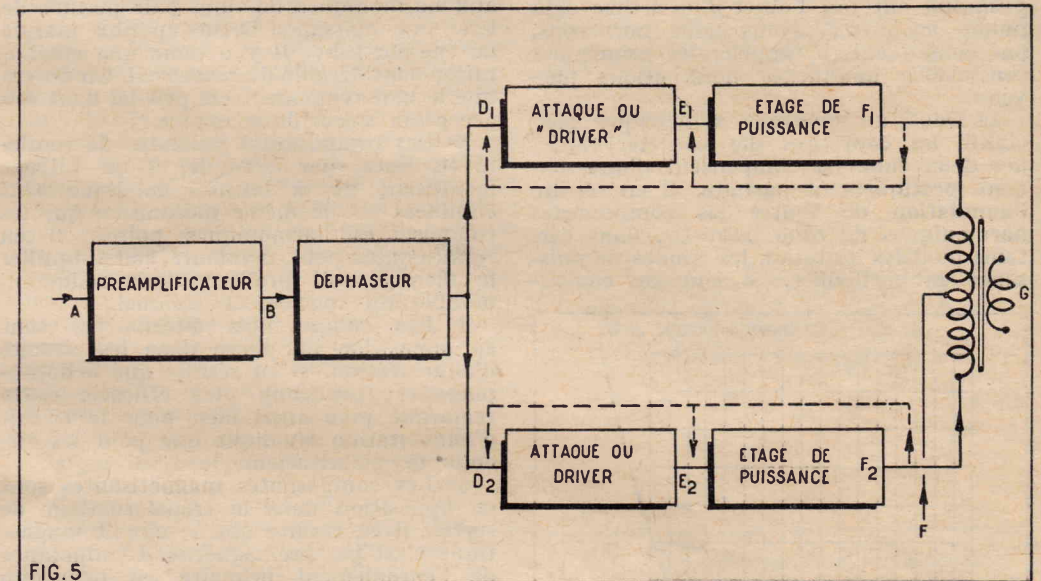 D1
ATTAQUE OU
"DRIVER"
E1
ETAGE DE
PUISSANCE
F1
A
PREAMPLIFICATEUR
B
DEPHASEUR
G
D2
ATTAQUE OU
DRIVER
E2
ETAGE DE
PUISSANCE
F2
F
FIG.5